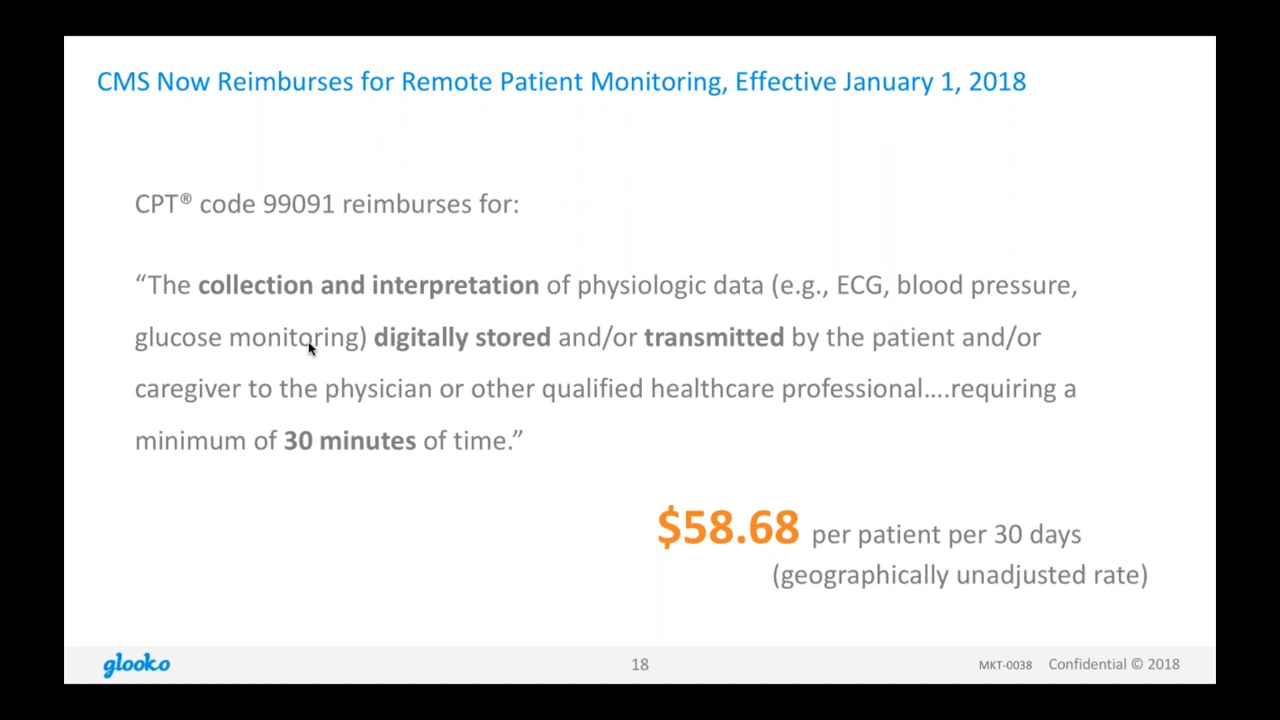 CMS Now Reimburses for Remote Patient Monitoring, Effective January 1, 2018
CPT® code 99091 reimburses for:
“The collection and interpretation of physiologic data (e.g., ECG, blood pressure,
glucose monitoring) digitally stored and/or transmitted by the patient and/or
caregiver to the physician or other qualified healthcare professional….requiring a
minimum of 30 minutes of time.”
$58.68 per patient per 30 days
(geographically unadjusted rate)
glooko 18 MKT-0038 Confidential © 2018